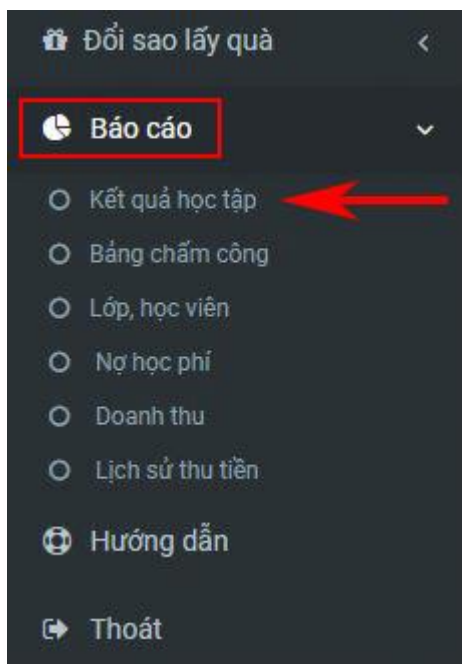 Đổi sao lấy quà
Báo cáo
Kết quả học tập
Bảng chấm công
Lớp, học viên
Nợ học phí
Doanh thu
Lịch sử thu tiền
Hướng dẫn
Thoát